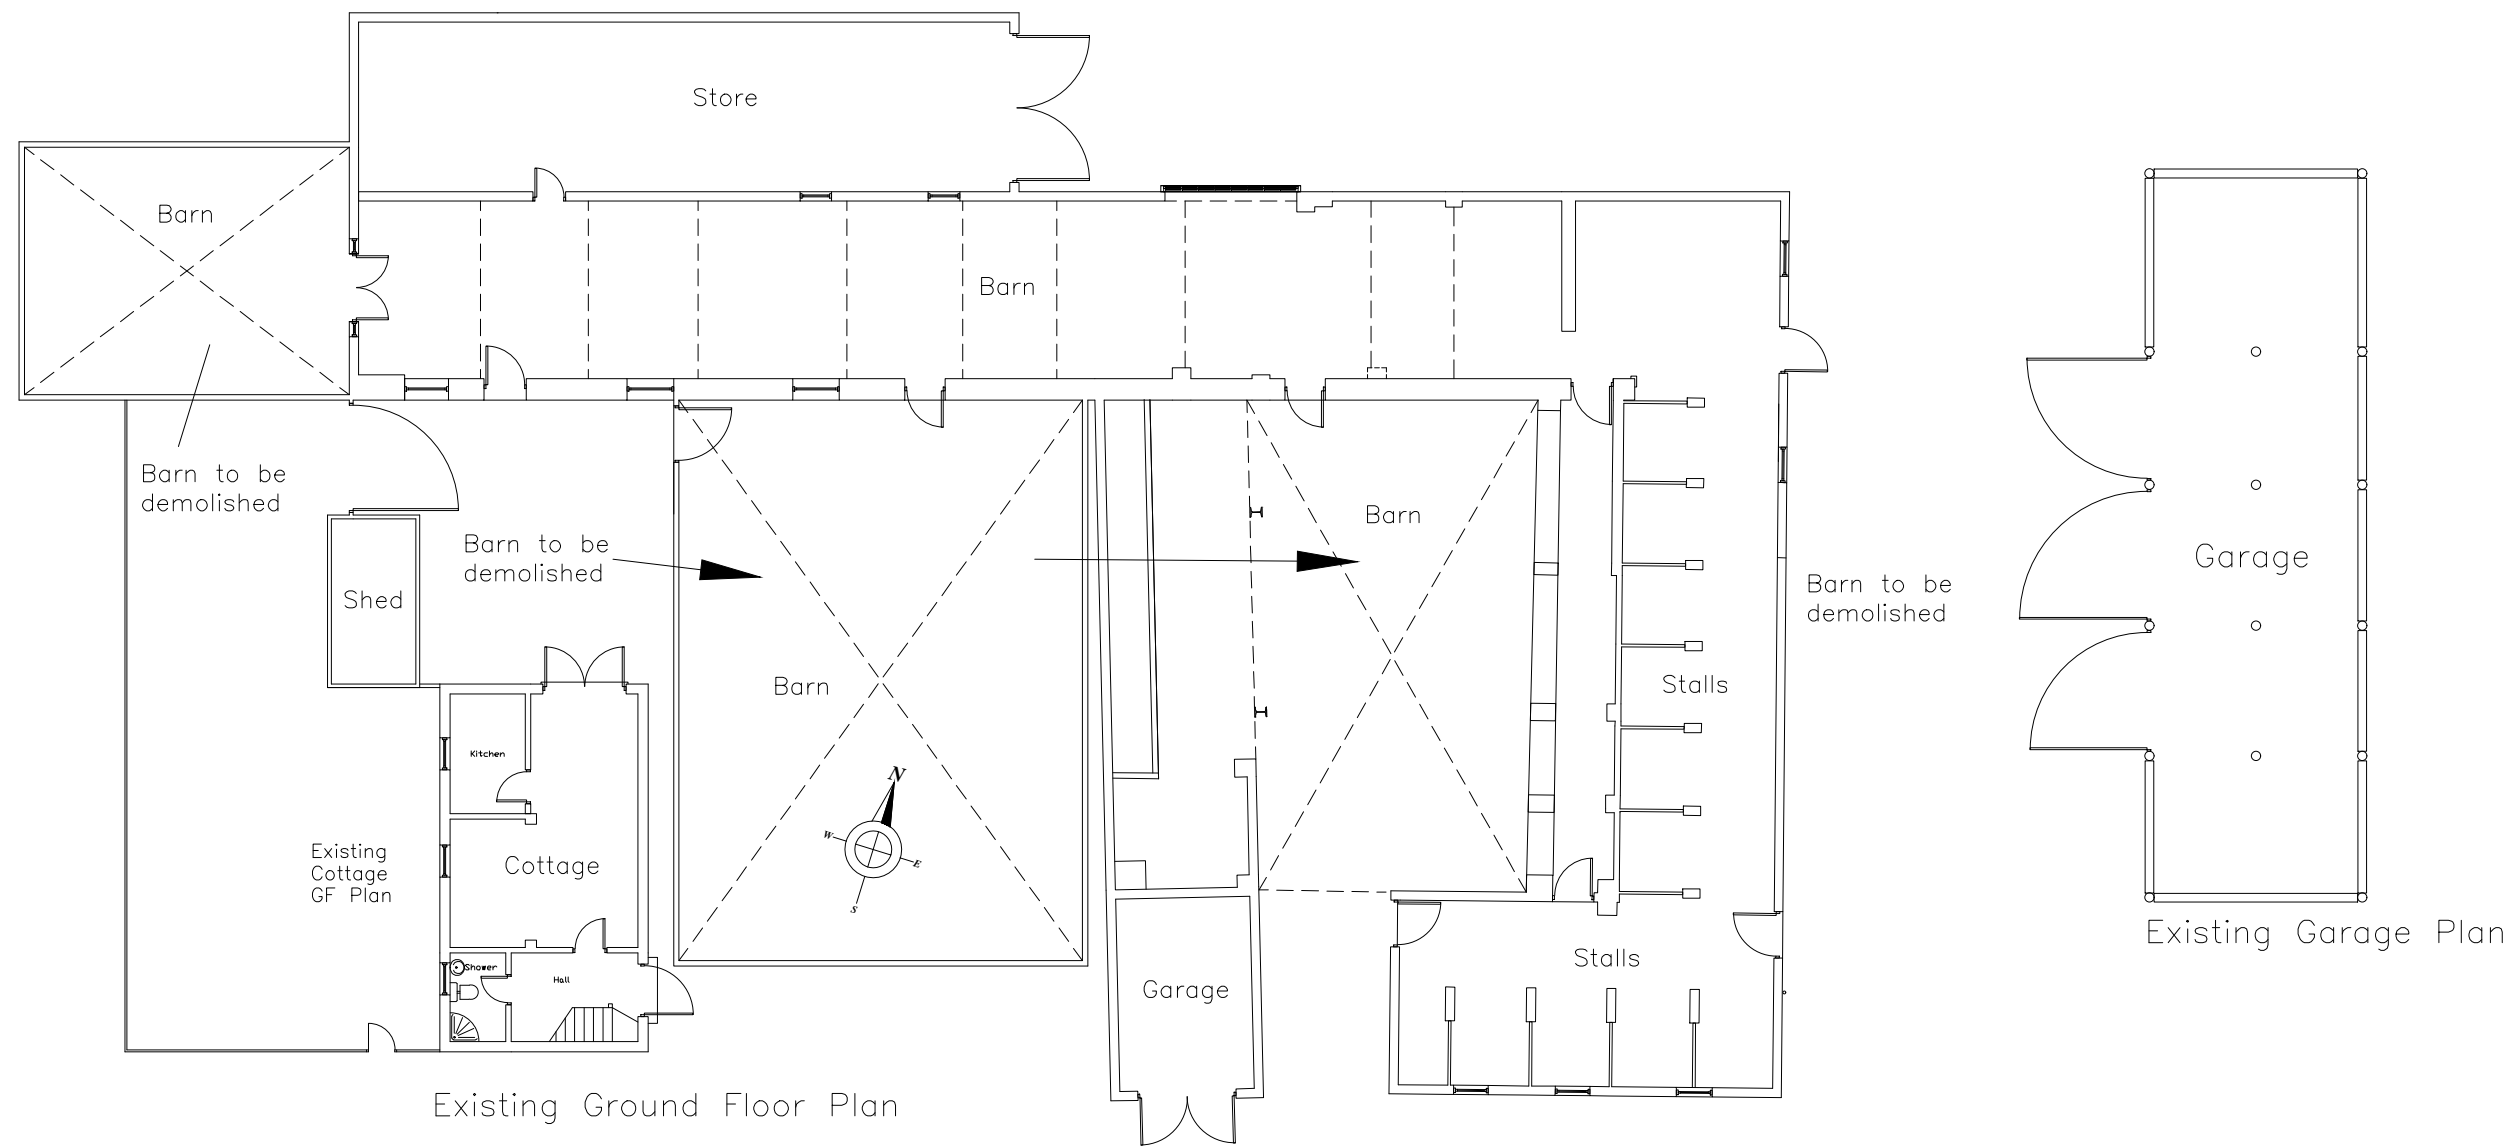 Store
Barn
Barn
Barn to be
demolished
Barn to be
demolished
Barn
Garage
Shed
Barn to be
demolished
Barn
Stalls
Kitchen
N
W
E
S
Existing
Cottage
GF Plan
Cottage
Existing Garage Plan
Shower
Hall
Stalls
Garage
Existing Ground Floor Plan